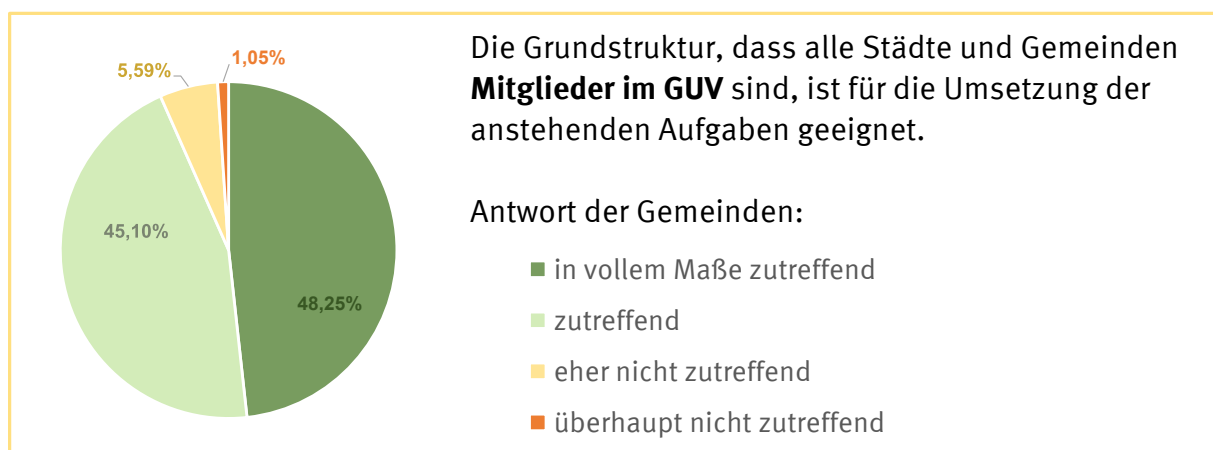 1,05%
5,59%
45,10%
48,25%
Die Grundstruktur, dass alle Städte und Gemeinden
Mitglieder im GUV sind, ist für die Umsetzung der
anstehenden Aufgaben geeignet.
Antwort der Gemeinden:
in vollem Maße zutreffend
zutreffend
eher nicht zutreffend
überhaupt nicht zutreffend